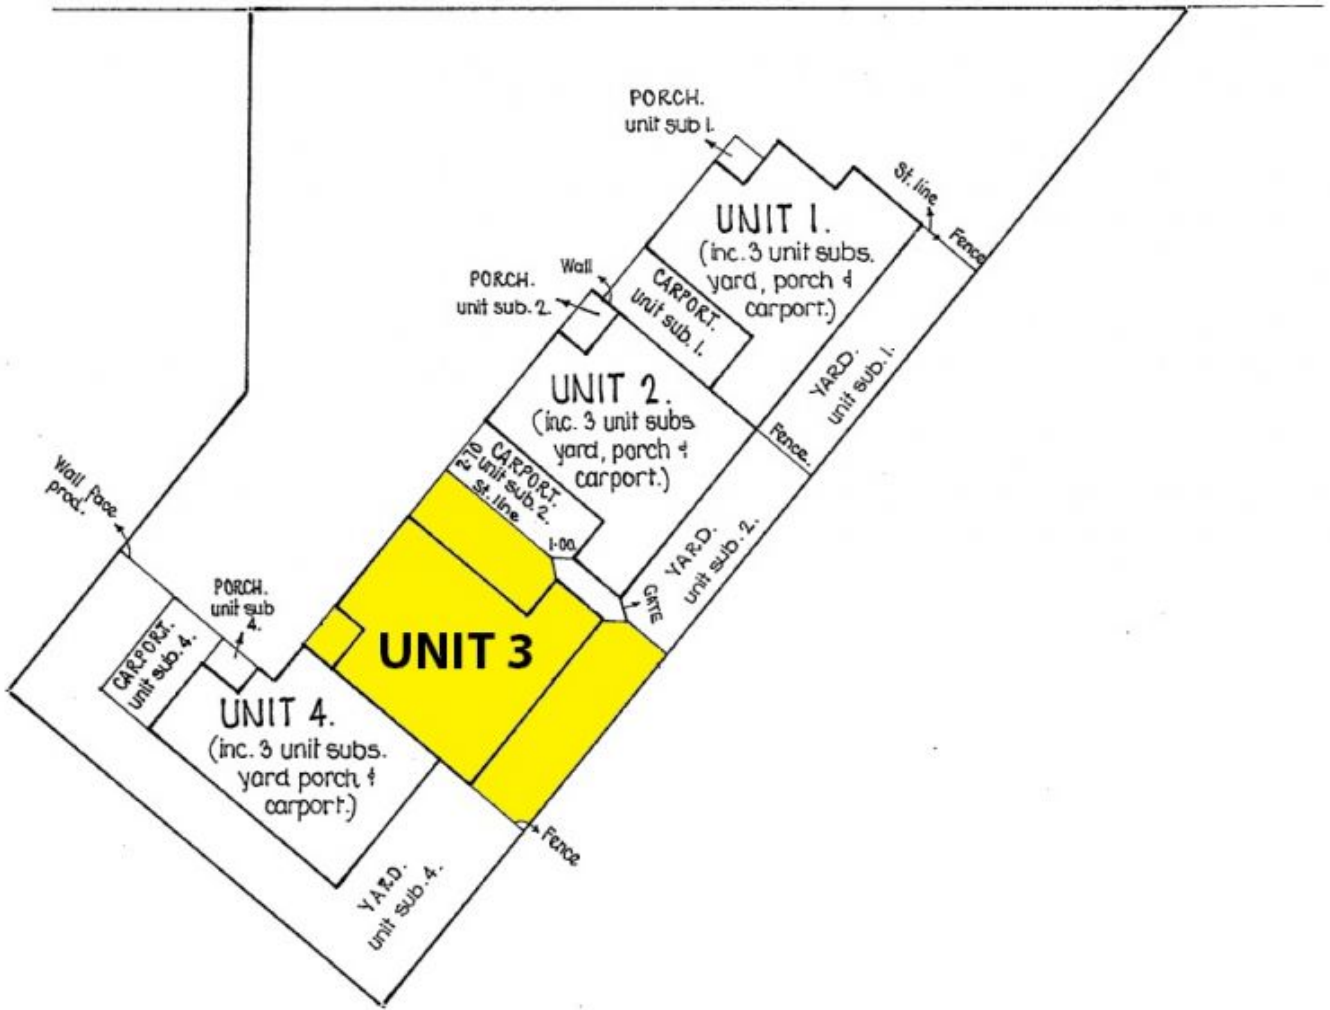 PORCH.
unit sub 1.
St. line
Fence
UNIT 1.
(inc. 3 unit subs.
yard, porch &
carport.)
Wall
CARPORT.
unit sub. 1.
PORCH.
unit sub. 2.
YARD.
unit sub. 1.
UNIT 2.
(inc. 3 unit subs
yard, porch &
carport.)
Fence.
2.70
CARPORT.
unit sub. 2.
St. line
1.00.
YARD.
unit sub. 2.
GATE
Wall face
prod.
PORCH.
unit sub
4.
CARPORT.
unit sub. 4.
UNIT 3
UNIT 4.
(inc. 3 unit subs.
yard porch &
carport.)
Fence
YARD.
unit sub. 4.